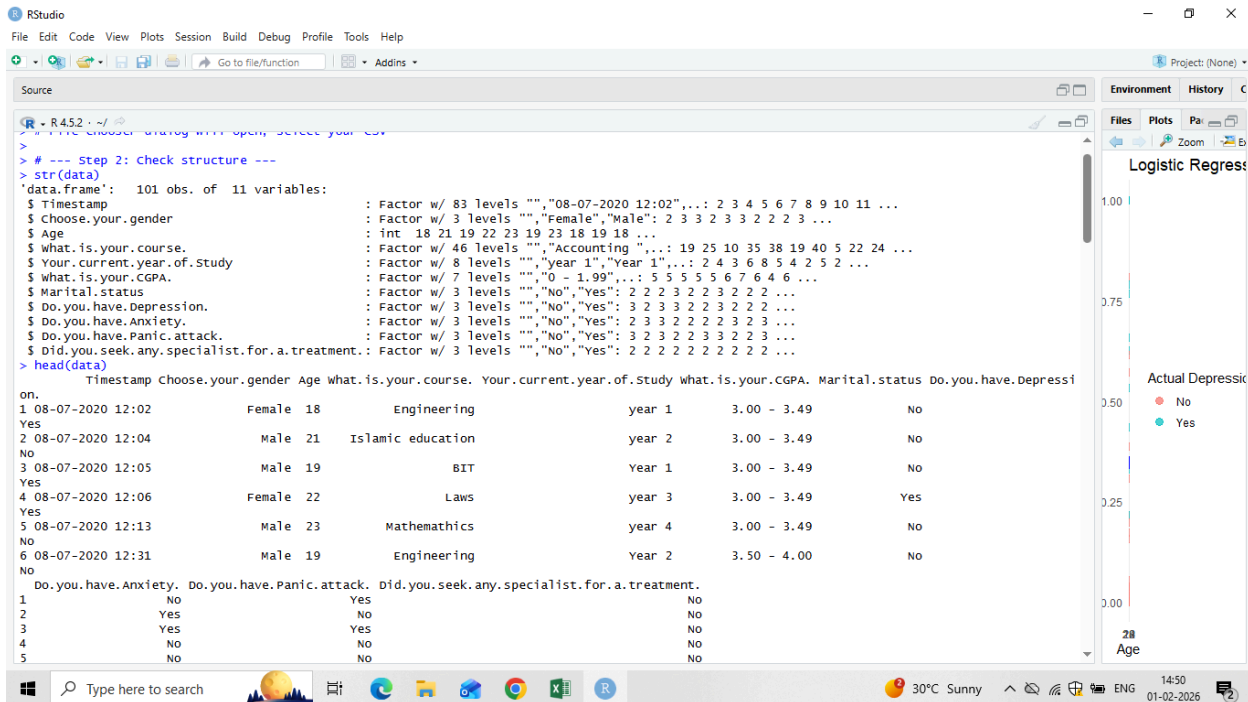 RStudio
File Edit Code View Plots Session Build Debug Profile Tools Help
Go to file/function Addins Project: (None)
Source
Environment History
R 4.5.2 · ~/
Files Plots Pa
> # File chooser dialog will open, select your CSV
Zoom Ex
>
> # --- Step 2: Check structure ---
> str(data)
'data.frame':   101 obs. of  11 variables:
 $ Timestamp                                   : Factor w/ 83 levels "","08-07-2020 12:02",..: 2 3 4 5 6 7 8 9 10 11 ...
 $ Choose.your.gender                          : Factor w/ 3 levels "","Female","Male": 2 3 3 2 3 3 2 2 2 3 ...
 $ Age                                         : int  18 21 19 22 23 19 23 18 19 18 ...
 $ What.is.your.course.                        : Factor w/ 46 levels "","Accounting ",..: 19 25 10 35 38 19 40 5 22 24 ...
 $ Your.current.year.of.Study                  : Factor w/ 8 levels "","year 1","Year 1",..: 2 4 3 6 8 5 4 2 5 2 ...
 $ What.is.your.CGPA.                          : Factor w/ 7 levels "","0 - 1.99",..: 5 5 5 5 5 6 7 6 4 6 ...
 $ Marital.status                              : Factor w/ 3 levels "","No","Yes": 2 2 2 3 2 2 3 2 2 2 ...
 $ Do.you.have.Depression.                     : Factor w/ 3 levels "","No","Yes": 3 2 3 3 2 2 3 2 2 2 ...
 $ Do.you.have.Anxiety.                        : Factor w/ 3 levels "","No","Yes": 2 3 3 2 2 2 2 3 2 3 ...
 $ Do.you.have.Panic.attack.                   : Factor w/ 3 levels "","No","Yes": 3 2 3 2 2 3 3 2 2 3 ...
 $ Did.you.seek.any.specialist.for.a.treatment.: Factor w/ 3 levels "","No","Yes": 2 2 2 2 2 2 2 2 2 2 ...
> head(data)
Timestamp Choose.your.gender Age What.is.your.course. Your.current.year.of.Study What.is.your.CGPA. Marital.status Do.you.have.Depressi
on.
1 08-07-2020 12:02 Female 18 Engineering year 1 3.00 - 3.49 No
Yes
2 08-07-2020 12:04 Male 21 Islamic education year 2 3.00 - 3.49 No
No
3 08-07-2020 12:05 Male 19 BIT Year 1 3.00 - 3.49 No
Yes
4 08-07-2020 12:06 Female 22 Laws year 3 3.00 - 3.49 Yes
Yes
5 08-07-2020 12:13 Male 23 Mathemathics year 4 3.00 - 3.49 No
No
6 08-07-2020 12:31 Male 19 Engineering Year 2 3.50 - 4.00 No
No
Do.you.have.Anxiety. Do.you.have.Panic.attack. Did.you.seek.any.specialist.for.a.treatment.
1 No Yes No
2 Yes No No
3 Yes Yes No
4 No No No
5 No No No
Logistic Regress
1.00
0.75
0.50
0.25
0.00
Age
Actual Depressio
No
Yes
Type here to search
30°C Sunny
ENG
14:50
01-02-2026
2